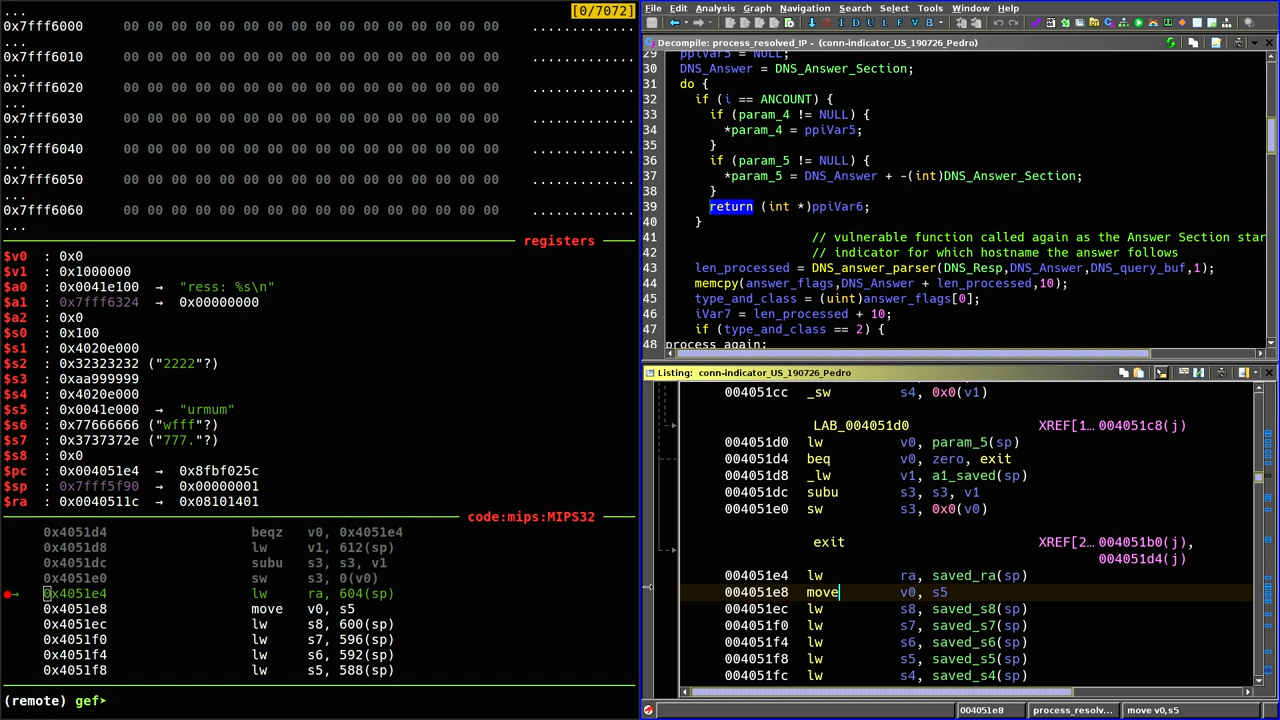 ...
[0/7072]
0x7fff6000 00 00 00 00 00 00 00 00 00 00 00 00 00 00 00 00 ................
...
0x7fff6010 00 00 00 00 00 00 00 00 00 00 00 00 00 00 00 00 ................
...
0x7fff6020 00 00 00 00 00 00 00 00 00 00 00 00 00 00 00 00 ................
...
0x7fff6030 00 00 00 00 00 00 00 00 00 00 00 00 00 00 00 00 ................
...
0x7fff6040 00 00 00 00 00 00 00 00 00 00 00 00 00 00 00 00 ................
...
0x7fff6050 00 00 00 00 00 00 00 00 00 00 00 00 00 00 00 00 ................
...
0x7fff6060 00 00 00 00 00 00 00 00 00 00 00 00 00 00 00 00 ................
...
registers
$v0 : 0x0
$v1 : 0x1000000
$a0 : 0x0041e100 → "ress: %s\n"
$a1 : 0x7fff6324 → 0x00000000
$a2 : 0x0
$s0 : 0x100
$s1 : 0x4020e000
$s2 : 0x32323232 ("2222"?)
$s3 : 0xaa999999
$s4 : 0x4020e000
$s5 : 0x0041e000 → "urmum"
$s6 : 0x77666666 ("wfff"?)
$s7 : 0x3737372e ("777."?)
$s8 : 0x0
$pc : 0x004051e4 → 0x8fbf025c
$sp : 0x7fff5f90 → 0x00000001
$ra : 0x0040511c → 0x08101401
code:mips:MIPS32
0x4051d4 beqz v0, 0x4051e4
0x4051d8 lw v1, 612(sp)
0x4051dc subu s3, s3, v1
0x4051e0 sw s3, 0(v0)
●→ 0x4051e4 lw ra, 604(sp)
0x4051e8 move v0, s5
0x4051ec lw s8, 600(sp)
0x4051f0 lw s7, 596(sp)
0x4051f4 lw s6, 592(sp)
0x4051f8 lw s5, 588(sp)
(remote) gef➤
File Edit Analysis Graph Navigation Search Select Tools Window Help
I D U L F V B
Decompile: process_resolved_IP - (conn-indicator_US_190726_Pedro)
29 ppiVar5 = NULL;
30 DNS_Answer = DNS_Answer_Section;
31 do {
32 if (i == ANCOUNT) {
33 if (param_4 != NULL) {
34 *param_4 = ppiVar5;
35 }
36 if (param_5 != NULL) {
37 *param_5 = DNS_Answer + -(int)DNS_Answer_Section;
38 }
39 return (int *)ppiVar6;
40 }
41 // vulnerable function called again as the Answer Section star
42 // indicator for which hostname the answer follows
43 len_processed = DNS_answer_parser(DNS_Resp,DNS_Answer,DNS_query_buf,1);
44 memcpy(answer_flags,DNS_Answer + len_processed,10);
45 type_and_class = (uint)answer_flags[0];
46 iVar7 = len_processed + 10;
47 if (type_and_class == 2) {
48 process_again:
Listing: conn-indicator_US_190726_Pedro
004051cc _sw s4, 0x0(v1)
LAB_004051d0 XREF[1… 004051c8(j)
004051d0 lw v0, param_5(sp)
004051d4 beq v0, zero, exit
004051d8 _lw v1, a1_saved(sp)
004051dc subu s3, s3, v1
004051e0 sw s3, 0x0(v0)
exit XREF[2… 004051b0(j),
004051d4(j)
004051e4 lw ra, saved_ra(sp)
004051e8 move v0, s5
004051ec lw s8, saved_s8(sp)
004051f0 lw s7, saved_s7(sp)
004051f4 lw s6, saved_s6(sp)
004051f8 lw s5, saved_s5(sp)
004051fc lw s4, saved_s4(sp)
004051e8 process_resolv... move v0,s5